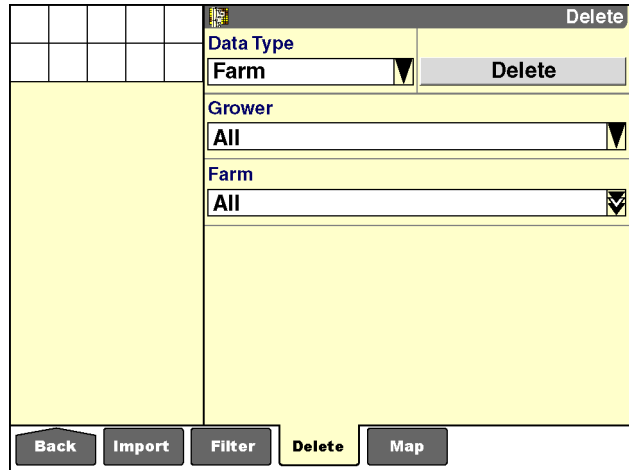 Delete
Data Type
Farm
Delete
Grower
All
Farm
All
Back
Import
Filter
Delete
Map